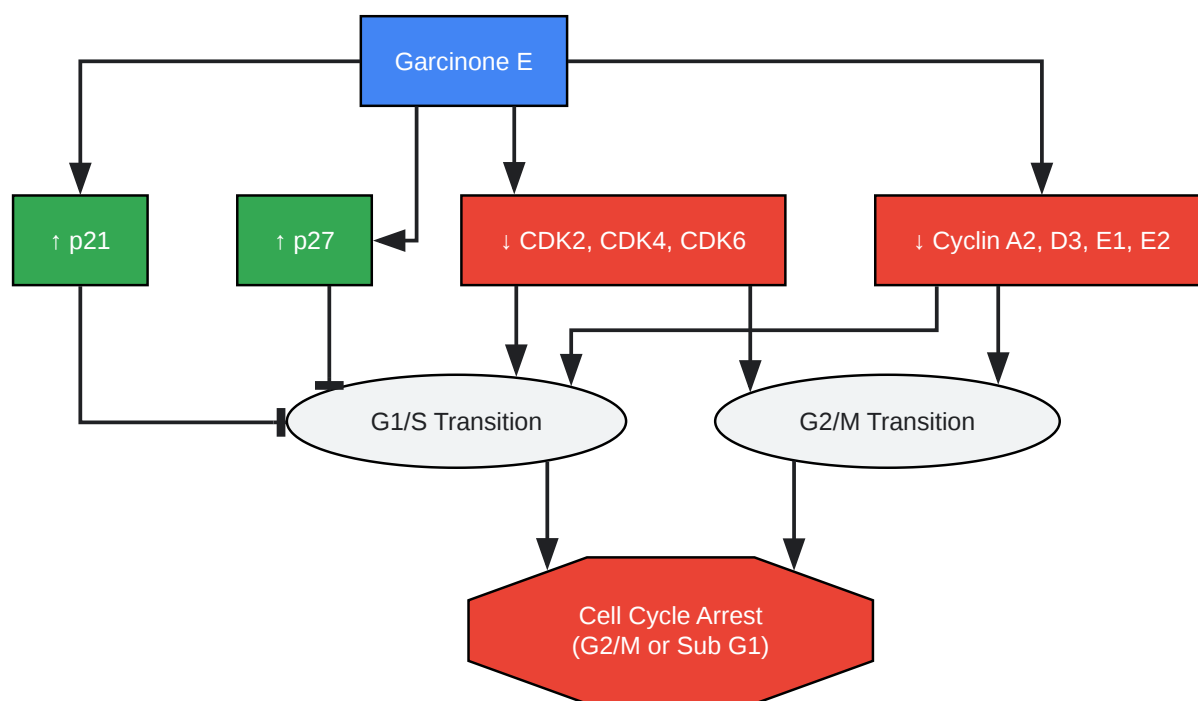 Garcinone E
↑ p21
↑ p27
↓ CDK2, CDK4, CDK6
↓ Cyclin A2, D3, E1, E2
G1/S Transition
G2/M Transition
Cell Cycle Arrest
(G2/M or Sub G1)